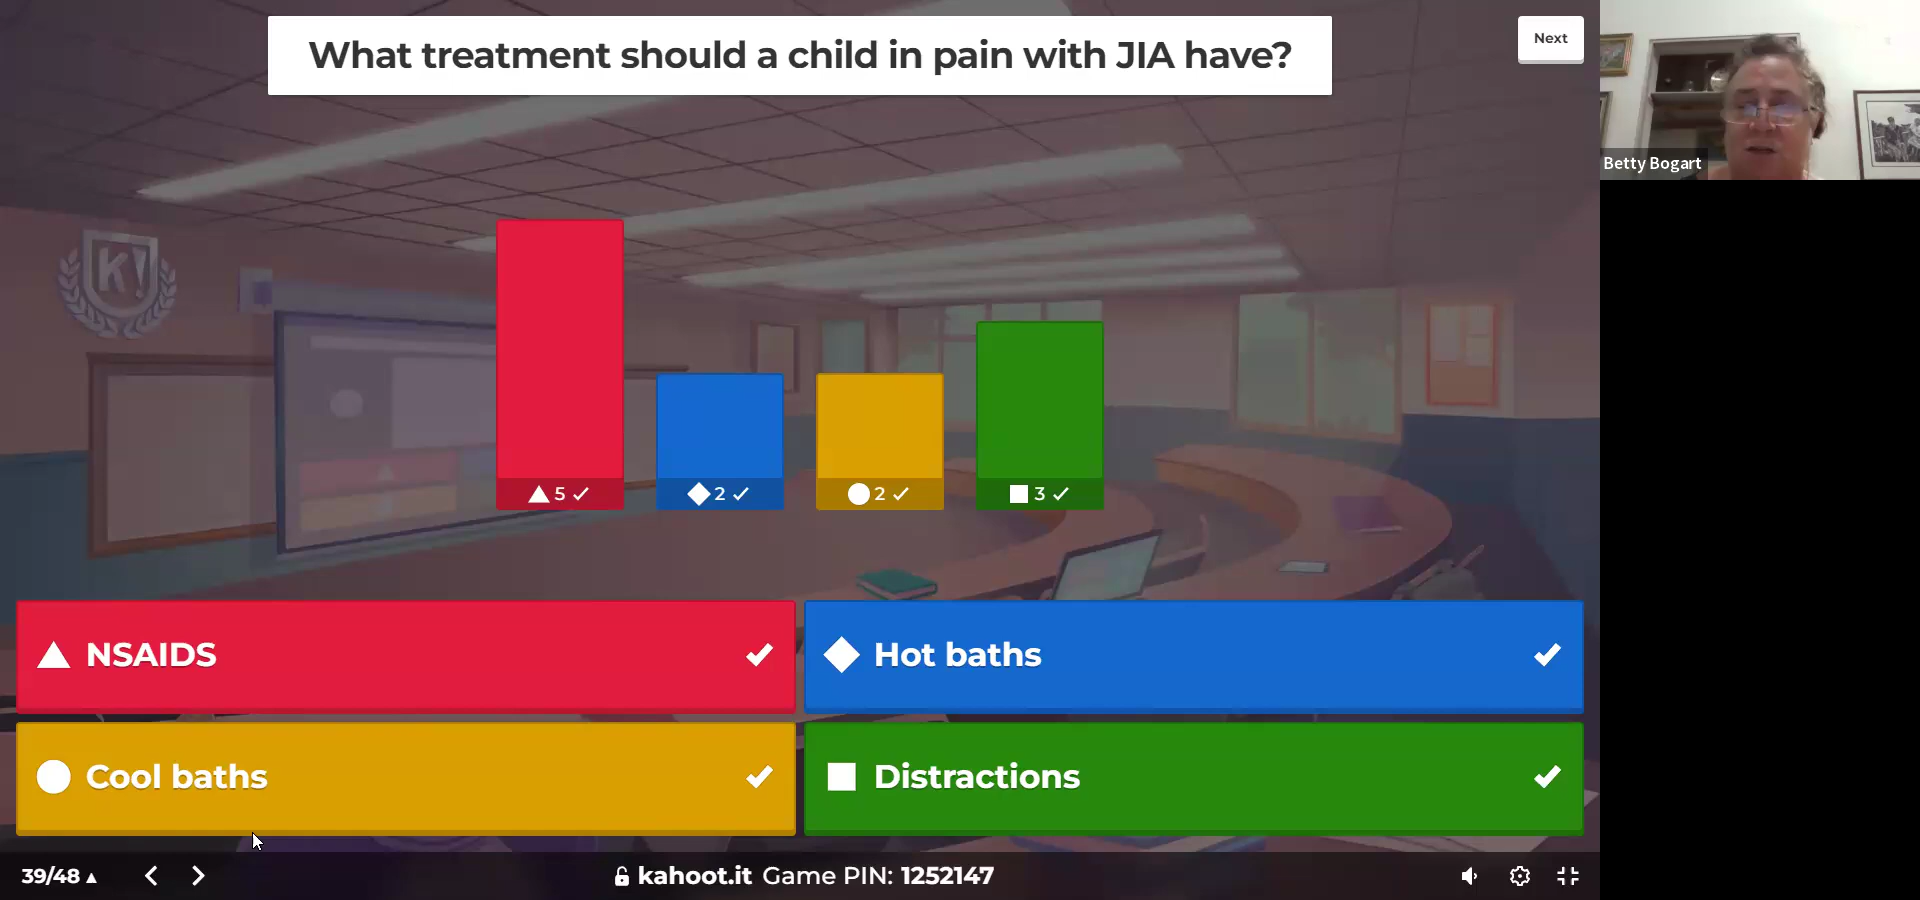 What treatment should a child in pain with JIA have?
Next
Betty Bogart
K!
5
2
2
3
NSAIDS
Hot baths
Cool baths
Distractions
39/48
kahoot.it Game PIN: 1252147